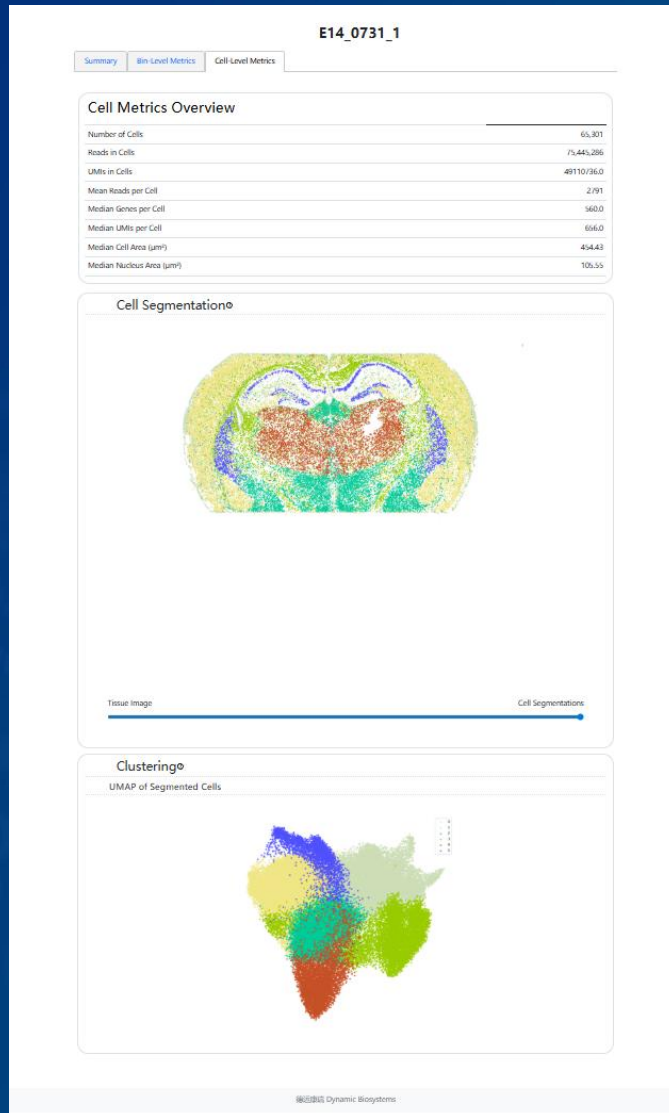 E14_0731_1
Summary
Bin-Level Metrics
Cell-Level Metrics
Cell Metrics Overview
Number of Cells 65,301
Reads in Cells 75,445,286
UMIs in Cells 49110736.0
Mean Reads per Cell 2791
Median Genes per Cell 560.0
Median UMIs per Cell 656.0
Median Cell Area (μm²) 454.43
Median Nucleus Area (μm²) 105.55
Cell Segmentation
Tissue Image
Cell Segmentations
Clustering
UMAP of Segmented Cells
Dynamic Biosystems